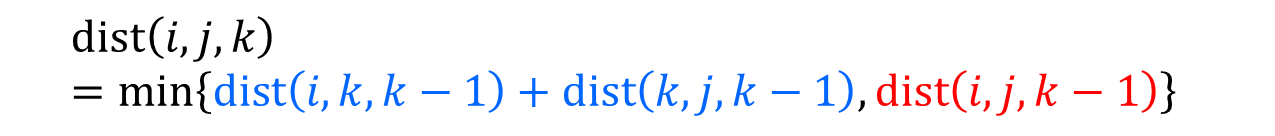 dist(𝑖, 𝑗, 𝑘)
= min{dist(𝑖, 𝑘, 𝑘 − 1) + dist(𝑘, 𝑗, 𝑘 − 1), dist(𝑖, 𝑗, 𝑘 − 1)}